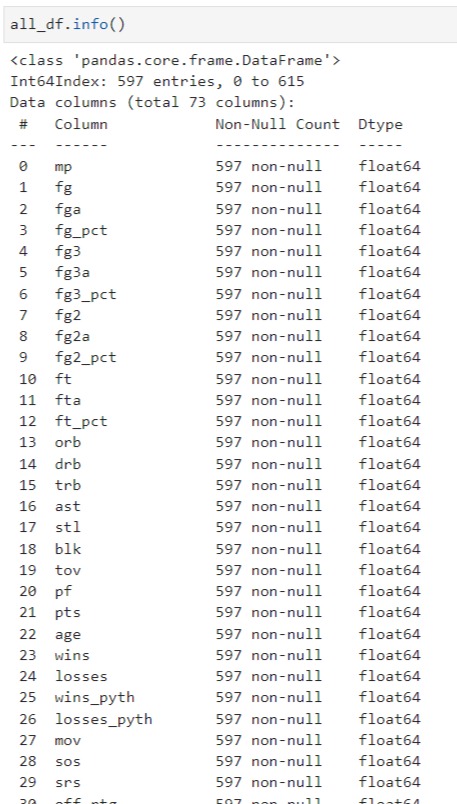 all_df.info()
<class 'pandas.core.frame.DataFrame'>
Int64Index: 597 entries, 0 to 615
Data columns (total 73 columns):
 #   Column         Non-Null Count  Dtype
---  ------         --------------  -----
 0   mp             597 non-null    float64
 1   fg             597 non-null    float64
 2   fga            597 non-null    float64
 3   fg_pct         597 non-null    float64
 4   fg3            597 non-null    float64
 5   fg3a           597 non-null    float64
 6   fg3_pct        597 non-null    float64
 7   fg2            597 non-null    float64
 8   fg2a           597 non-null    float64
 9   fg2_pct        597 non-null    float64
 10  ft             597 non-null    float64
 11  fta            597 non-null    float64
 12  ft_pct         597 non-null    float64
 13  orb            597 non-null    float64
 14  drb            597 non-null    float64
 15  trb            597 non-null    float64
 16  ast            597 non-null    float64
 17  stl            597 non-null    float64
 18  blk            597 non-null    float64
 19  tov            597 non-null    float64
 20  pf             597 non-null    float64
 21  pts            597 non-null    float64
 22  age            597 non-null    float64
 23  wins           597 non-null    float64
 24  losses         597 non-null    float64
 25  wins_pyth      597 non-null    float64
 26  losses_pyth    597 non-null    float64
 27  mov            597 non-null    float64
 28  sos            597 non-null    float64
 29  srs            597 non-null    float64